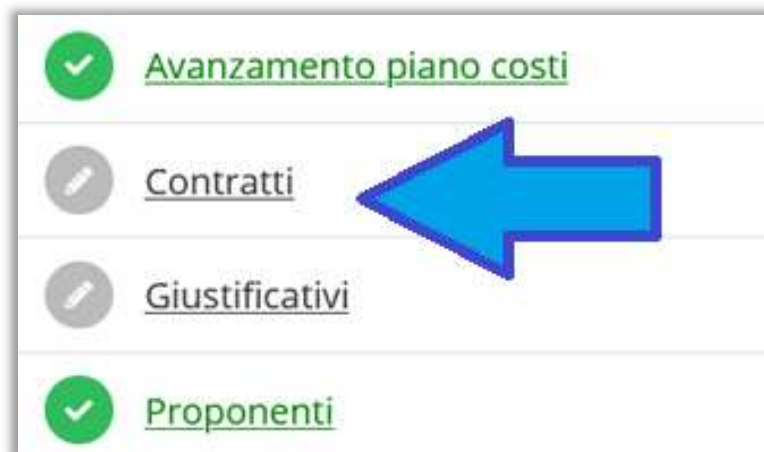 Avanzamento piano costi
Contratti
Giustificativi
Proponenti